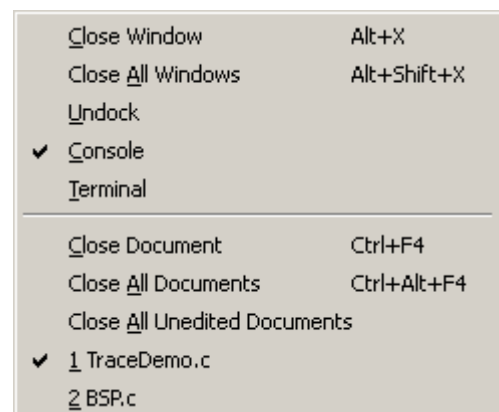 Close Window Alt+X
Close All Windows Alt+Shift+X
Undock
Console
Terminal
Close Document Ctrl+F4
Close All Documents Ctrl+Alt+F4
Close All Unedited Documents
1 TraceDemo.c
2 BSP.c